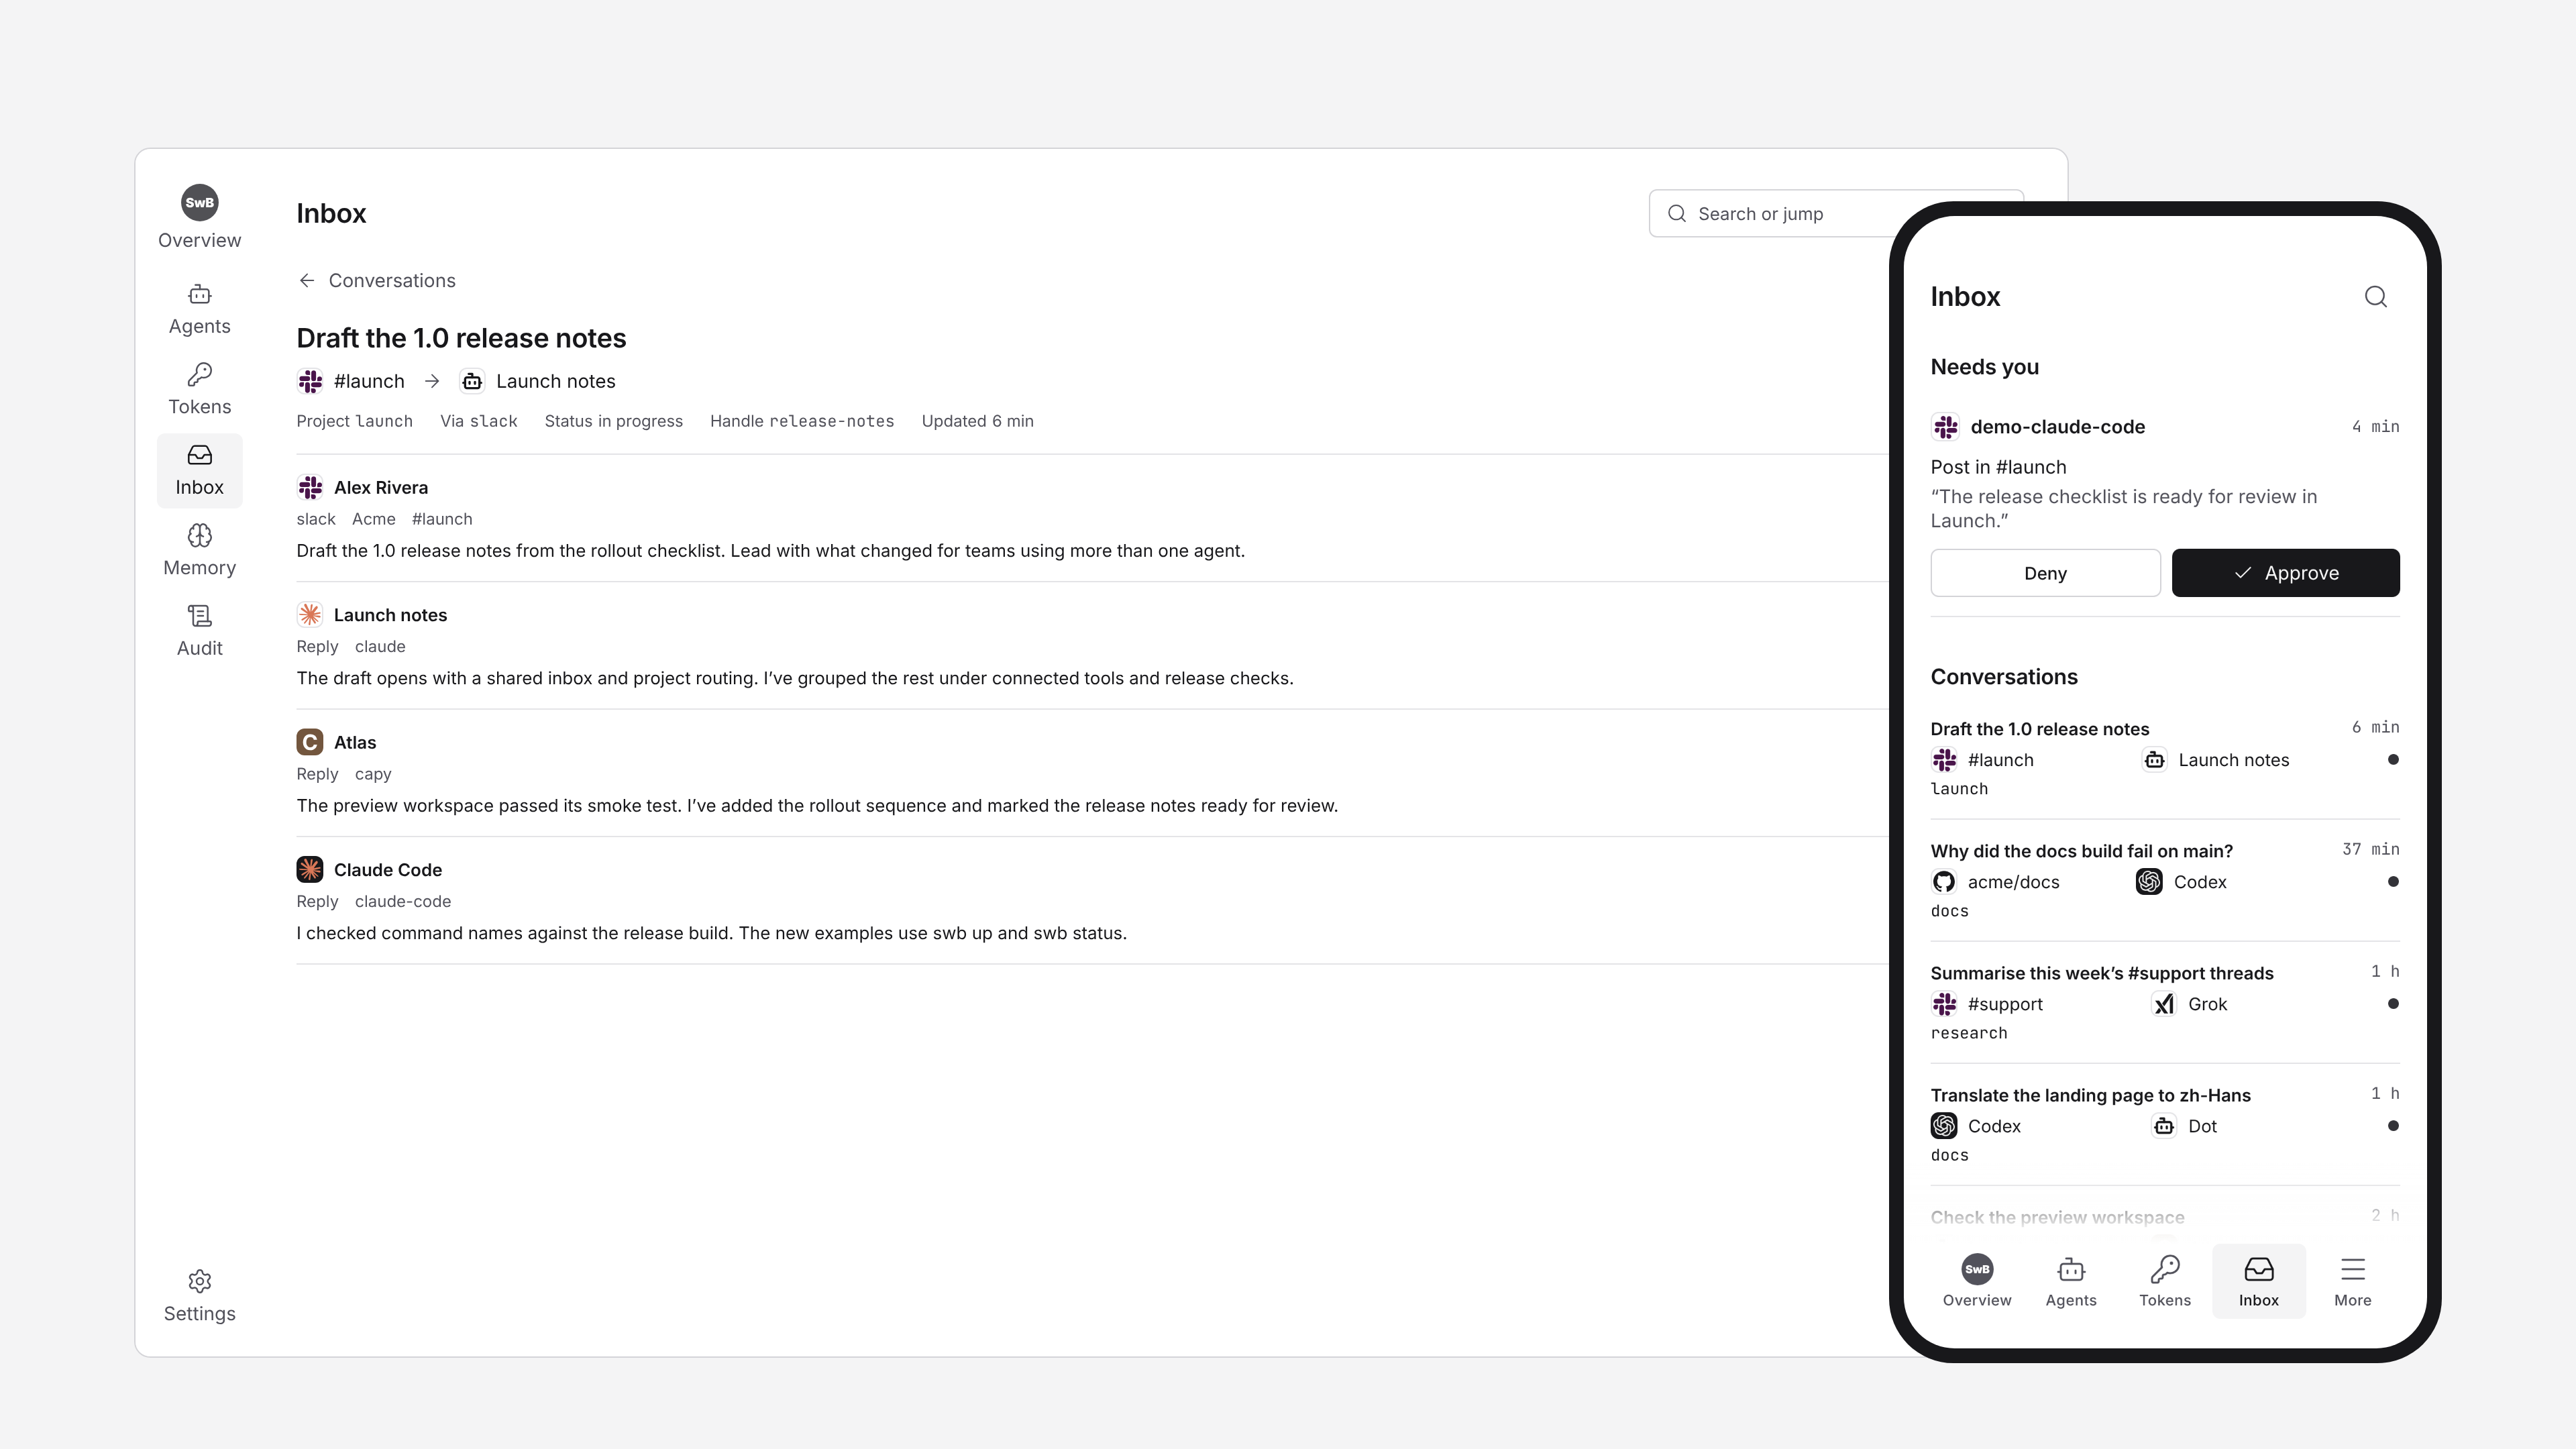 SwB
Overview
Agents
Tokens
Inbox
Memory
Audit
Settings
Inbox
Search or jump
Conversations
Draft the 1.0 release notes
#launch → Launch notes
Project launch Via slack Status in progress Handle release-notes Updated 6 min
Alex Rivera
slack Acme #launch
Draft the 1.0 release notes from the rollout checklist. Lead with what changed for teams using more than one agent.
Launch notes
Reply claude
The draft opens with a shared inbox and project routing. I’ve grouped the rest under connected tools and release checks.
C Atlas
Reply capy
The preview workspace passed its smoke test. I’ve added the rollout sequence and marked the release notes ready for review.
Claude Code
Reply claude-code
I checked command names against the release build. The new examples use swb up and swb status.
Inbox
Needs you
demo-claude-code 4 min
Post in #launch
“The release checklist is ready for review in
Launch.”
Deny Approve
Conversations
Draft the 1.0 release notes 6 min
#launch Launch notes
launch
Why did the docs build fail on main? 37 min
acme/docs Codex
docs
Summarise this week’s #support threads 1 h
#support Grok
research
Translate the landing page to zh-Hans 1 h
Codex Dot
docs
Check the preview workspace 2 h
SwB
Overview Agents Tokens Inbox More